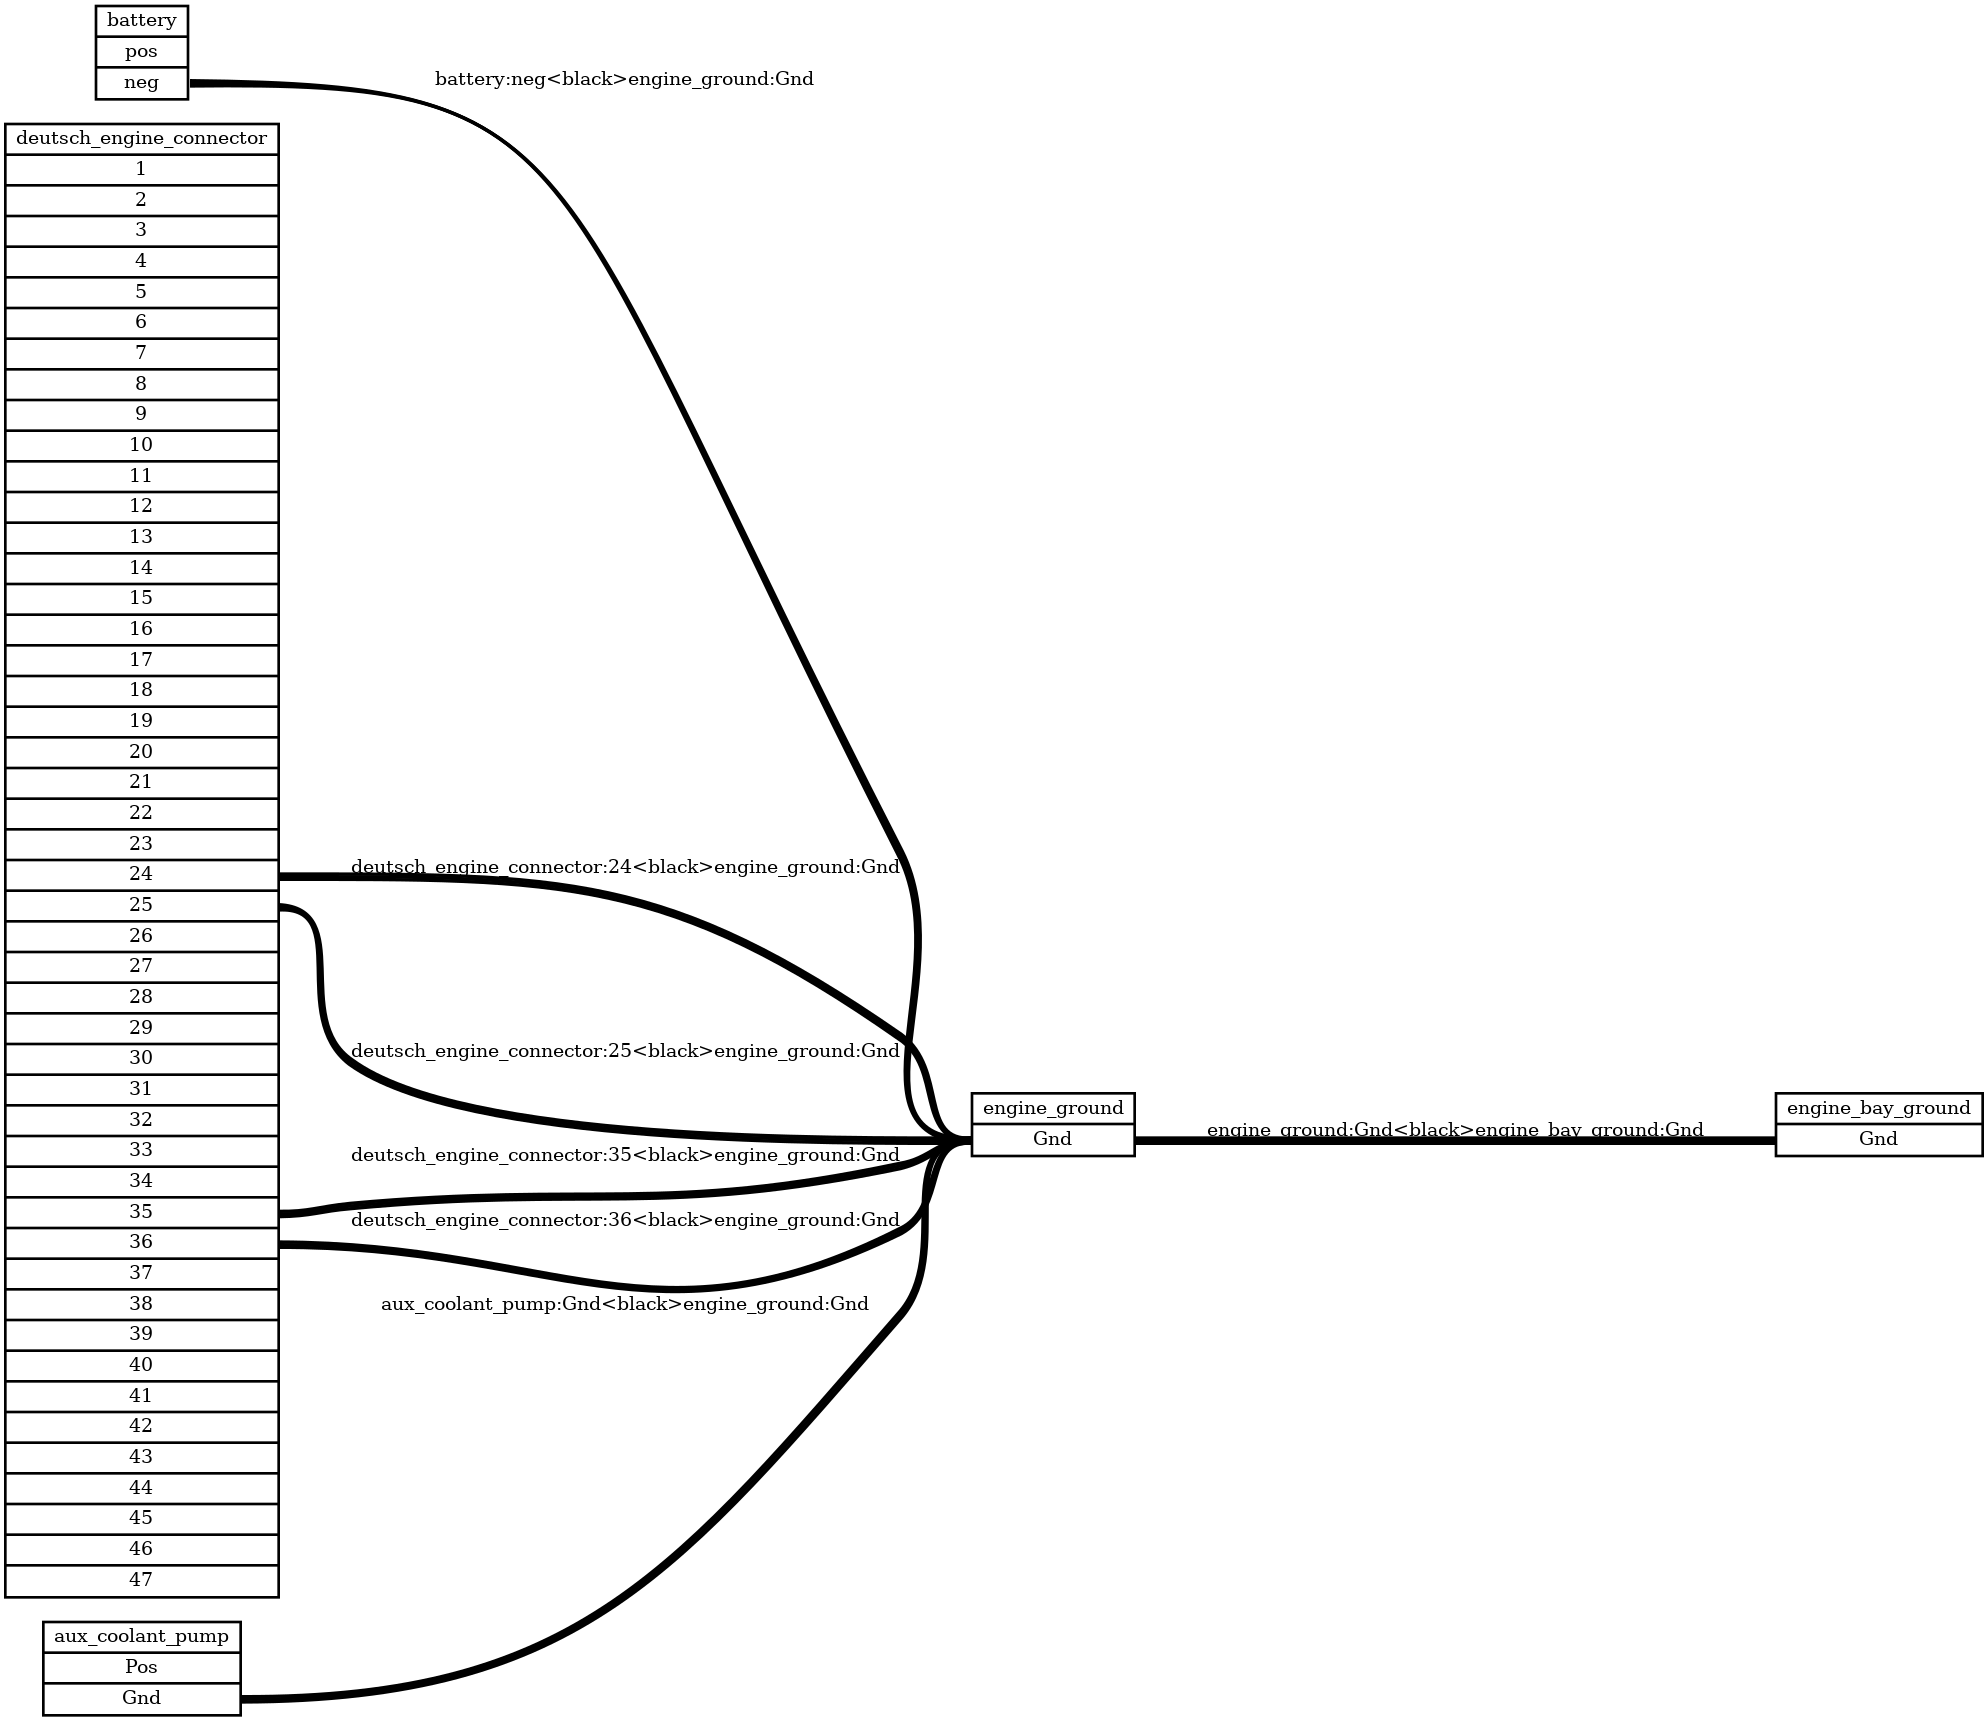 battery
pos
neg
battery:neg<black>engine_ground:Gnd
deutsch_engine_connector
1
2
3
4
5
6
7
8
9
10
11
12
13
14
15
16
17
18
19
20
21
22
23
24
deutsch_engine_connector:24<black>engine_ground:Gnd
25
26
27
28
29
30
deutsch_engine_connector:25<black>engine_ground:Gnd
31
32
33
34
35
36
37
38
39
40
41
42
43
44
45
46
47
deutsch_engine_connector:35<black>engine_ground:Gnd
deutsch_engine_connector:36<black>engine_ground:Gnd
aux_coolant_pump:Gnd<black>engine_ground:Gnd
engine_ground
Gnd
engine_ground:Gnd<black>engine_bay_ground:Gnd
engine_bay_ground
Gnd
aux_coolant_pump
Pos
Gnd